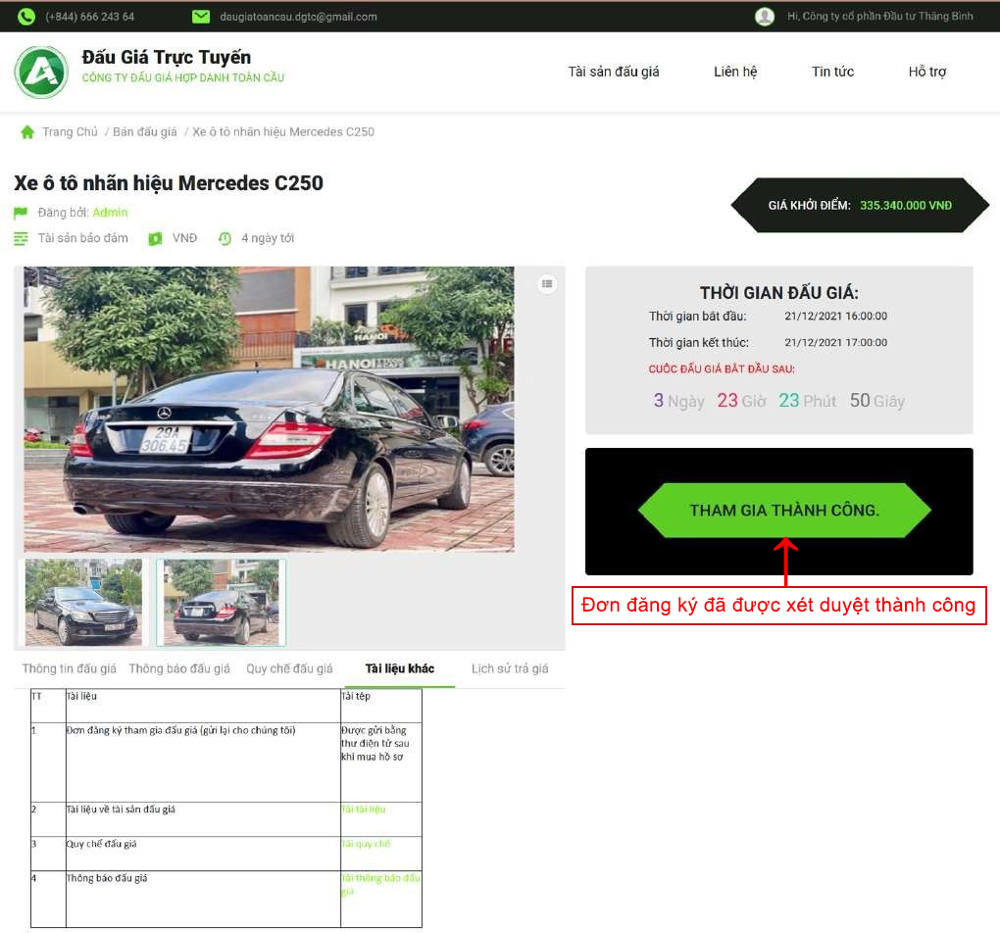 (+844) 666 243 64
daugiatoancau.dgtc@gmail.com
Hi, Công ty cổ phần Đầu tư Thăng Bình
Đấu Giá Trực Tuyến
CÔNG TY ĐẤU GIÁ HỢP DANH TOÀN CẦU
Tài sản đấu giá
Liên hệ
Tin tức
Hỗ trợ
Trang Chủ / Bán đấu giá / Xe ô tô nhãn hiệu Mercedes C250
Xe ô tô nhãn hiệu Mercedes C250
Đăng bởi: Admin
Tài sản bảo đảm
VNĐ
4 ngày tới
GIÁ KHỞI ĐIỂM: 335.340.000 VNĐ
HANOI
HANOI
29A
306.45
THỜI GIAN ĐẤU GIÁ:
Thời gian bắt đầu: 21/12/2021 16:00:00
Thời gian kết thúc: 21/12/2021 17:00:00
CUỘC ĐẤU GIÁ BẮT ĐẦU SAU:
3 Ngày 23 Giờ 23 Phút 50 Giây
THAM GIA THÀNH CÔNG.
Đơn đăng ký đã được xét duyệt thành công
Thông tin đấu giá
Thông báo đấu giá
Quy chế đấu giá
Tài liệu khác
Lịch sử trả giá
TT Tài liệu Tải tệp
1 Đơn đăng ký tham gia đấu giá (gửi lại cho chúng tôi) Được gửi bằng
thư điện tử sau
khi mua hồ sơ
2 Tài liệu về tài sản đấu giá Tải tài liệu
3 Quy chế đấu giá Tải quy chế
4 Thông báo đấu giá Tải thông báo đấu
giá